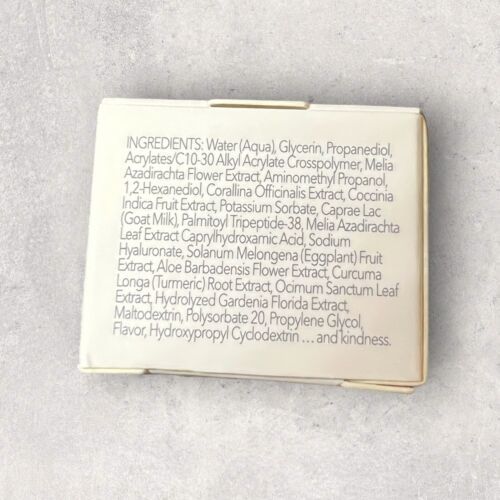 INGREDIENTS: Water (Aqua), Glycerin, Propanediol,
Acrylates/C10-30 Alkyl Acrylate Crosspolymer, Melia
Azadirachta Flower Extract, Aminomethyl Propanol,
1,2-Hexanediol, Corallina Officinalis Extract, Coccinia
Indica Fruit Extract, Potassium Sorbate, Caprae Lac
(Goat Milk), Palmitoyl Tripeptide-38, Melia Azadirachta
Leaf Extract Caprylhydroxamic Acid, Sodium
Hyaluronate, Solanum Melongena (Eggplant) Fruit
Extract, Aloe Barbadensis Flower Extract, Curcuma
Longa (Turmeric) Root Extract, Ocimum Sanctum Leaf
Extract, Hydrolyzed Gardenia Florida Extract,
Maltodextrin, Polysorbate 20, Propylene Glycol,
Flavor, Hydroxypropyl Cyclodextrin ... and kindness.